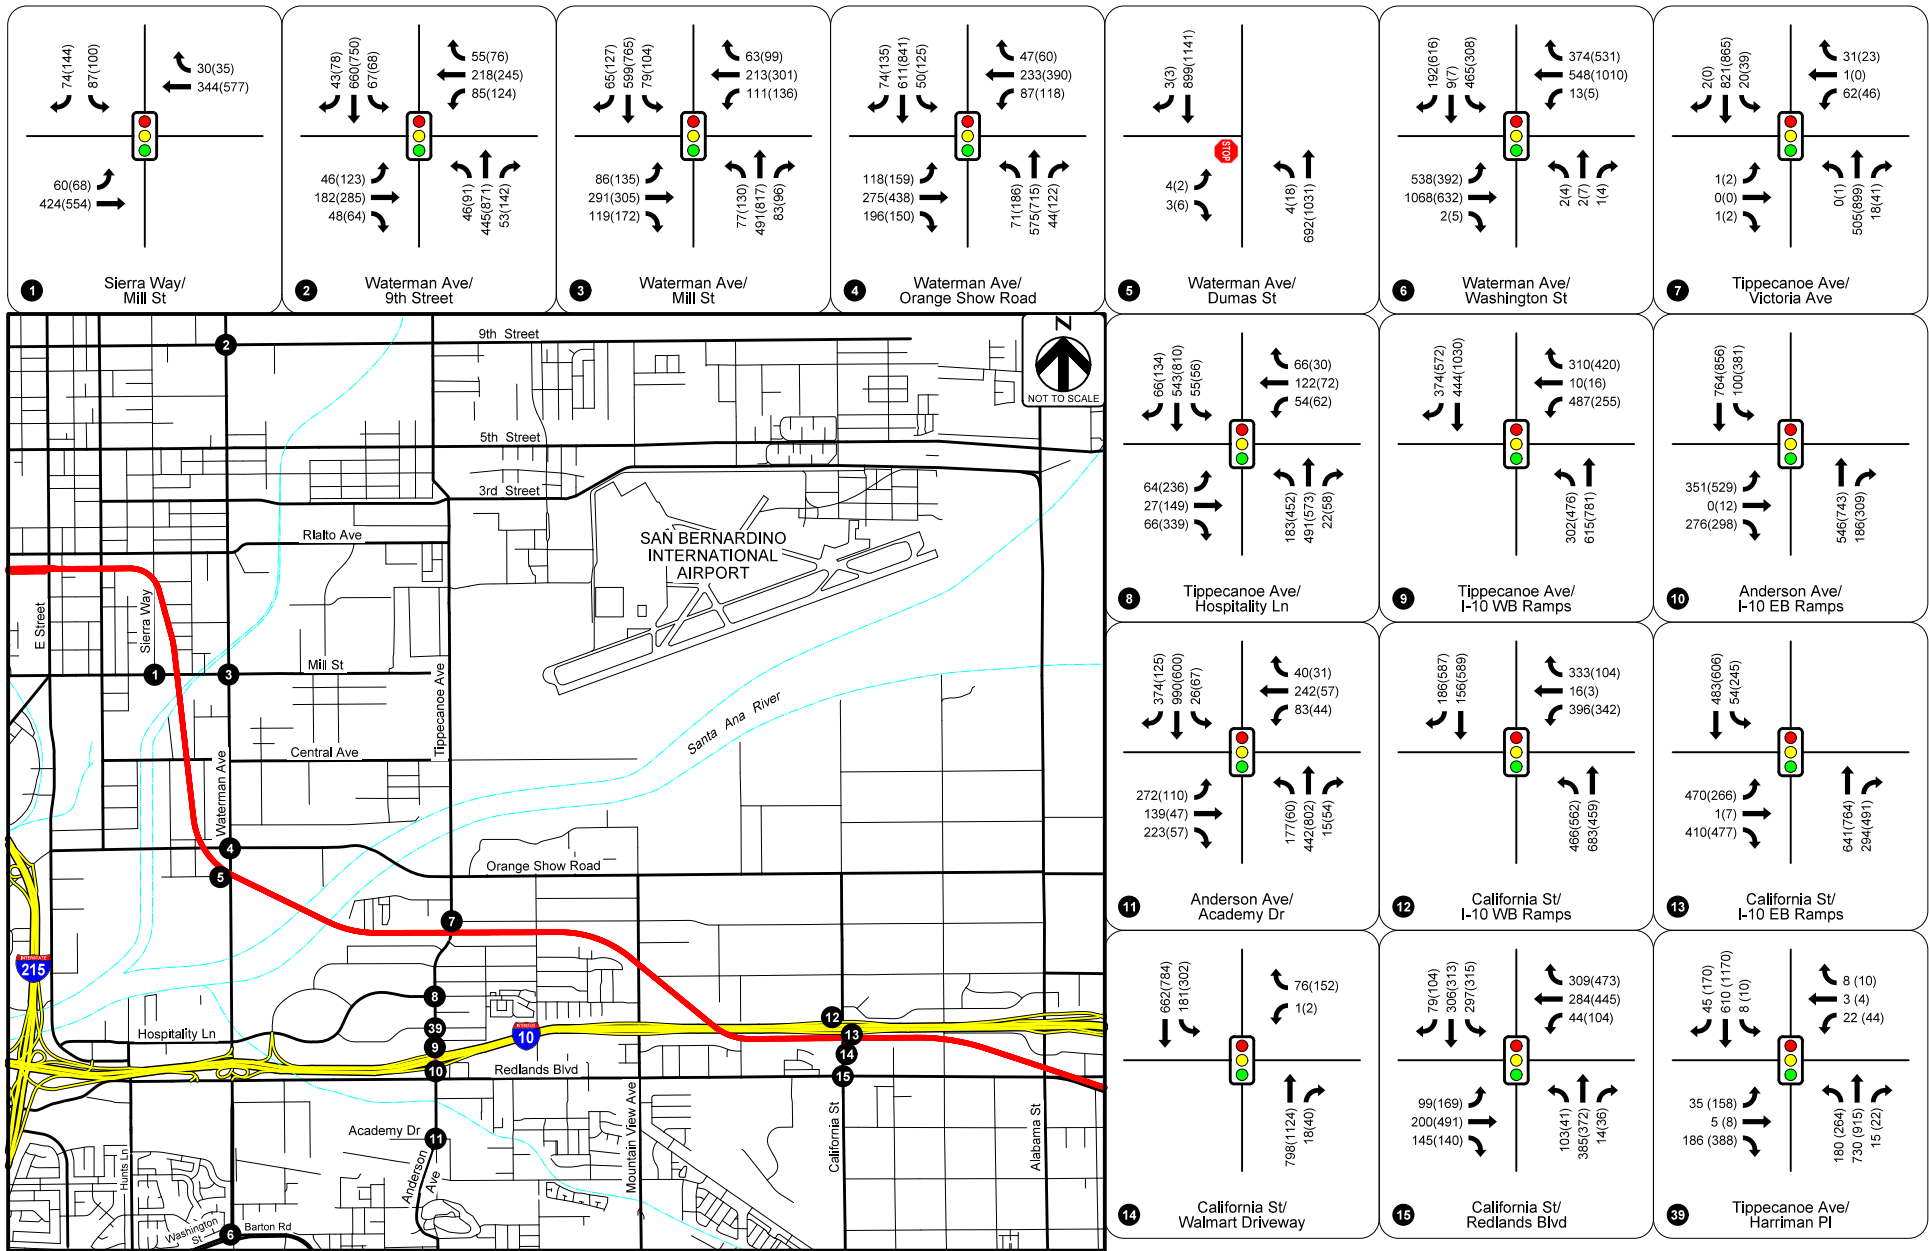 74(144)
87(100)
30(35)
344(577)
60(68)
424(554)
1
Sierra Way/
Mill St
43(78)
660(750)
67(68)
55(76)
218(245)
85(124)
46(123)
182(285)
48(64)
46(91)
445(871)
53(142)
2
Waterman Ave/
9th Street
65(127)
599(765)
79(104)
63(99)
213(301)
111(136)
86(135)
291(305)
119(172)
77(130)
491(817)
83(96)
3
Waterman Ave/
Mill St
74(135)
611(841)
50(125)
47(60)
233(390)
87(118)
118(159)
275(438)
196(150)
71(186)
575(715)
44(122)
4
Waterman Ave/
Orange Show Road
3(3)
899(1141)
STOP
4(2)
3(6)
4(18)
692(1031)
5
Waterman Ave/
Dumas St
192(616)
9(7)
465(308)
374(531)
548(1010)
13(5)
538(392)
1068(632)
2(5)
2(4)
2(7)
1(4)
6
Waterman Ave/
Washington St
2(0)
821(865)
20(39)
31(23)
1(0)
62(46)
1(2)
0(0)
1(2)
0(1)
505(899)
18(41)
7
Tippecanoe Ave/
Victoria Ave
66(134)
543(810)
55(56)
66(30)
122(72)
54(62)
64(236)
27(149)
66(339)
183(452)
491(573)
22(58)
8
Tippecanoe Ave/
Hospitality Ln
374(572)
444(1030)
310(420)
10(16)
487(255)
302(476)
615(781)
9
Tippecanoe Ave/
I-10 WB Ramps
764(856)
100(381)
351(529)
0(12)
276(298)
546(743)
186(309)
10
Anderson Ave/
I-10 EB Ramps
374(125)
990(600)
26(67)
40(31)
242(57)
83(44)
272(110)
139(47)
223(57)
177(60)
442(802)
15(54)
11
Anderson Ave/
Academy Dr
186(587)
156(589)
333(104)
16(3)
396(342)
466(562)
683(459)
12
California St/
I-10 WB Ramps
483(606)
54(245)
470(266)
1(7)
410(477)
641(764)
294(491)
13
California St/
I-10 EB Ramps
662(784)
181(302)
76(152)
1(2)
798(1124)
18(40)
14
California St/
Walmart Driveway
79(104)
306(313)
297(315)
309(473)
284(445)
44(104)
99(169)
200(491)
145(140)
103(41)
385(372)
14(36)
15
California St/
Redlands Blvd
45 (170)
610 (1170)
8 (10)
8 (10)
3 (4)
22 (44)
35 (158)
5 (8)
186 (388)
180 (264)
730 (915)
15 (22)
39
Tippecanoe Ave/
Harriman Pl
N
NOT TO SCALE
9th Street
2
5th Street
3rd Street
Rialto Ave
SAN BERNARDINO
INTERNATIONAL
AIRPORT
E Street
Sierra Way
Mill St
1
3
Tippecanoe Ave
Santa Ana River
Central Ave
Waterman Ave
4
5
Orange Show Road
7
INTERSTATE
215
8
39
9
10
Hospitality Ln
INTERSTATE
10
Redlands Blvd
12
13
14
15
Academy Dr
11
Anderson
Ave
Mountain View Ave
California St
Alabama St
Hunts Ln
Washington
St
6
Barton Rd